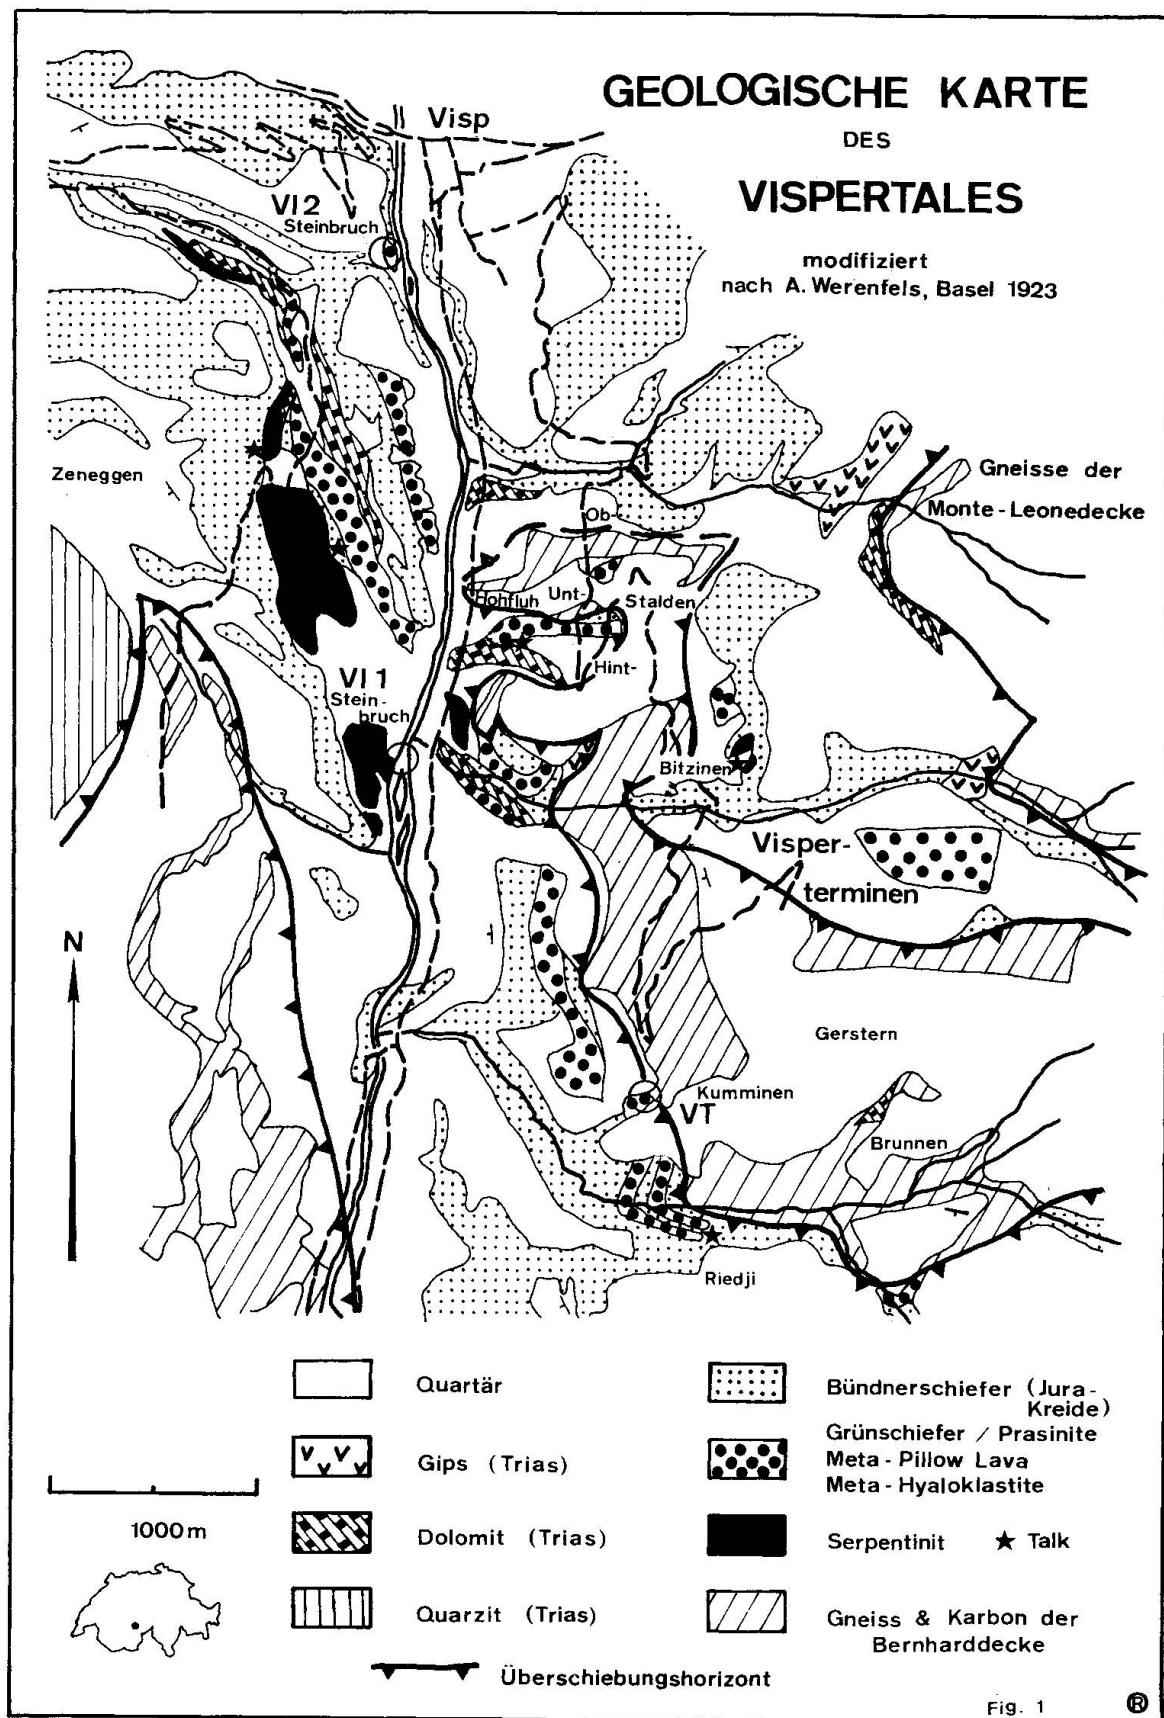 GEOLOGISCHE KARTE
DES
VISPERTALES
modifiziert
nach A. Werenfels, Basel 1923
Visp
VI 2
Steinbruch
Zeneggen
Gneisse der
Monte-Leonedecke
Ob-
Hohfluh
Unt-
Stalden
Hint-
VI 1
Stein-
bruch
Bitzinen
Visper-
terminen
N
Gerstern
Kumminen
VT
Brunnen
Riedji
Quartär
Gips (Trias)
Dolomit (Trias)
Quarzit (Trias)
Bündnerschiefer (Jura-
Kreide)
Grünschiefer / Prasinite
Meta-Pillow Lava
Meta-Hyaloklastite
Serpentinit ★ Talk
Gneiss & Karbon der
Bernharddecke
Überschiebungshorizont
1000 m
Fig. 1
®